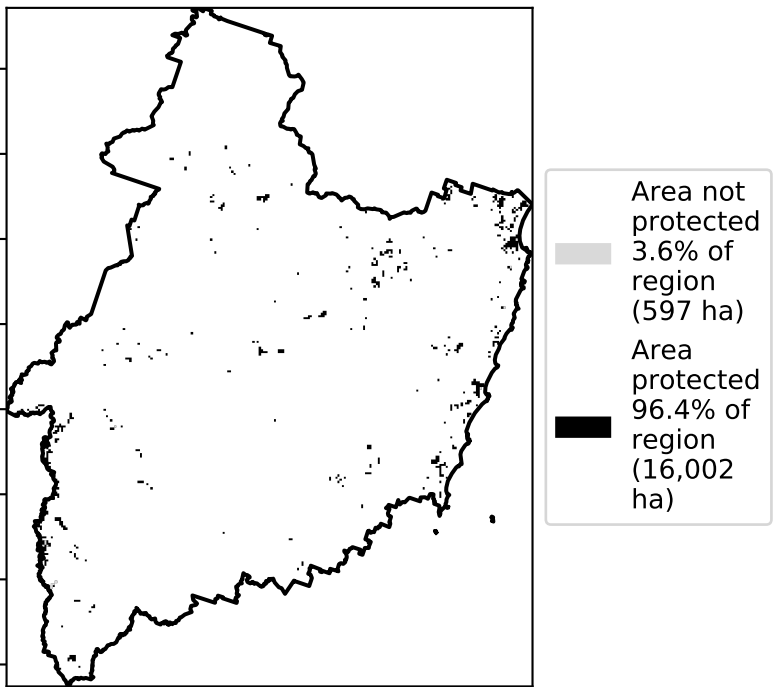 Area not
protected
3.6% of
region
(597 ha)
Area
protected
96.4% of
region
(16,002
ha)